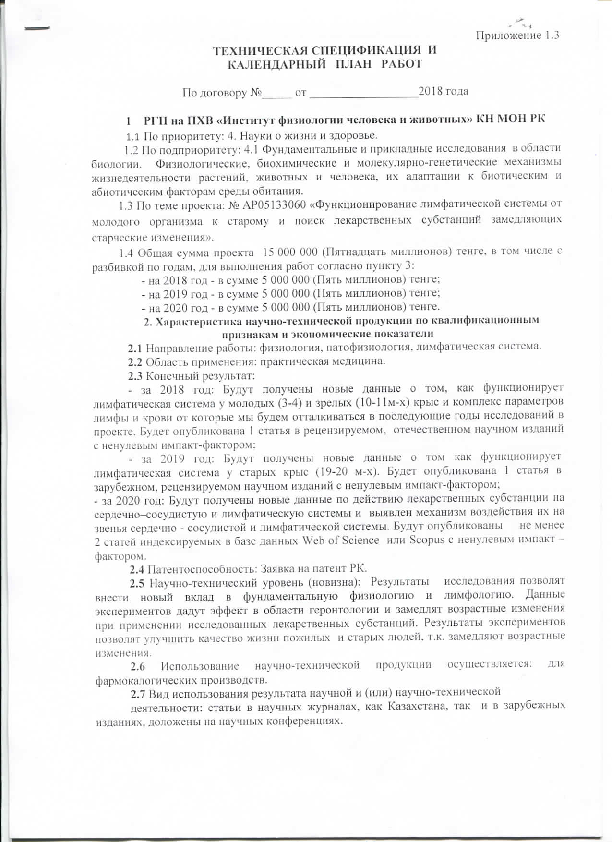 Приложение 1.3
ТЕХНИЧЕСКАЯ СПЕЦИФИКАЦИЯ И
КАЛЕНДАРНЫЙ ПЛАН РАБОТ
По договору №_____ от _________________2018 года
1 РГП на ПХВ «Институт физиологии человека и животных» КН МОН РК
1.1 По приоритету: 4. Науки о жизни и здоровье.
1.2 По подприоритету: 4.1 Фундаментальные и прикладные исследования в области
биологии. Физиологические, биохимические и молекулярно-генетические механизмы
жизнедеятельности растений, животных и человека, их адаптации к биотическим и
абиотическим факторам среды обитания.
1.3 По теме проекта: № АР05133060 «Функционирование лимфатической системы от
молодого организма к старому и поиск лекарственных субстанций замедляющих
старческие изменения».
1.4 Общая сумма проекта 15 000 000 (Пятнадцать миллионов) тенге, в том числе с
разбивкой по годам, для выполнения работ согласно пункту 3:
- на 2018 год - в сумме 5 000 000 (Пять миллионов) тенге;
- на 2019 год - в сумме 5 000 000 (Пять миллионов) тенге;
- на 2020 год - в сумме 5 000 000 (Пять миллионов) тенге.
2. Характеристика научно-технической продукции по квалификационным
признакам и экономические показатели
2.1 Направление работы: физиология, патофизиология, лимфатическая система.
2.2 Область применения: практическая медицина.
2.3 Конечный результат:
- за 2018 год: Будут получены новые данные о том, как функционирует
лимфатическая система у молодых (3-4) и зрелых (10-11м-х) крыс и комплекс параметров
лимфы и крови от которые мы будем отталкиваться в последующие годы исследований в
проекте. Будет опубликована 1 статья в рецензируемом, отечественном научном изданий
с ненулевым импакт-фактором;
- за 2019 год: Будут получены новые данные о том как функционирует
лимфатическая система у старых крыс (19-20 м-х). Будет опубликована 1 статья в
зарубежном, рецензируемом научном изданий с ненулевым импакт-фактором;
- за 2020 год: Будут получены новые данные по действию лекарственных субстанции на
сердечно–сосудистую и лимфатическую системы и выявлен механизм воздействия их на
звенья сердечно - сосудистой и лимфатической системы. Будут опубликованы не менее
2 статей индексируемых в базе данных Web of Science или Scopus с ненулевым импакт –
фактором.
2.4 Патентоспособность: Заявка на патент РК.
2.5 Научно-технический уровень (новизна): Результаты исследования позволят
внести новый вклад в фундаментальную физиологию и лимфологию. Данные
экспериментов дадут эффект в области геронтологии и замедлят возрастные изменения
при применении исследованных лекарственных субстанций. Результаты экспериментов
позволят улучшить качество жизни пожилых и старых людей, т.к. замедляют возрастные
изменения.
2.6 Использование научно-технической продукции осуществляется: для
фармокалогических производств.
2.7 Вид использования результата научной и (или) научно-технической
деятельности: статьи в научных журналах, как Казахстана, так и в зарубежных
изданиях, доложены на научных конференциях.